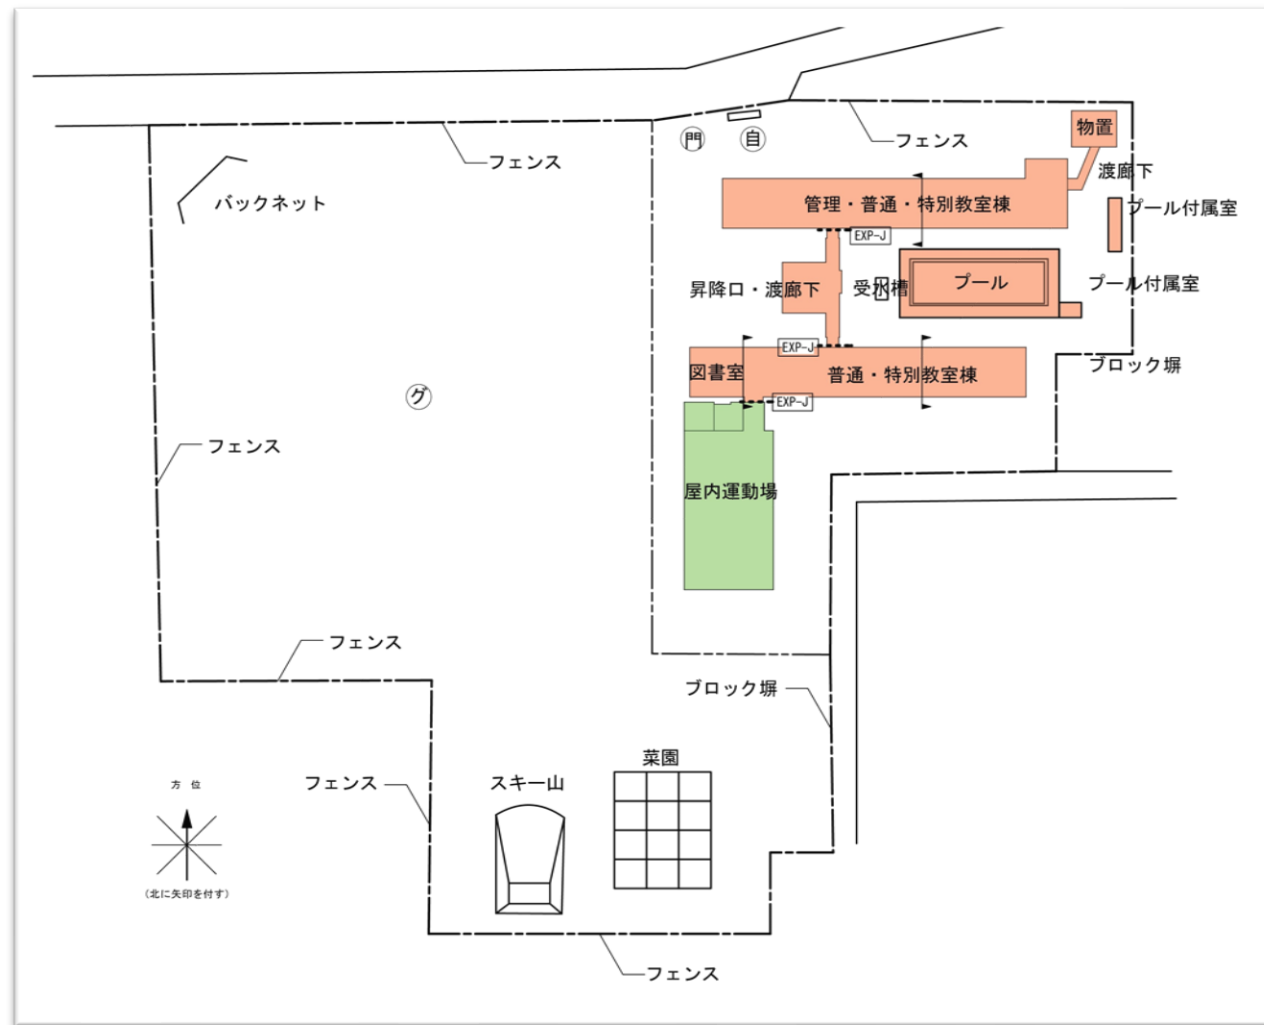 物置
フェンス
門
自
フェンス
渡廊下
バックネット
管理・普通・特別教室棟
プール付属室
EXP-J
プール
プール付属室
昇降口・渡廊下
受水槽
EXP-J
ブロック塀
図書室
普通・特別教室棟
グ
EXP-J
フェンス
屋内運動場
フェンス
ブロック塀
菜園
フェンス
スキー山
方 位
(北に矢印を付す)
フェンス